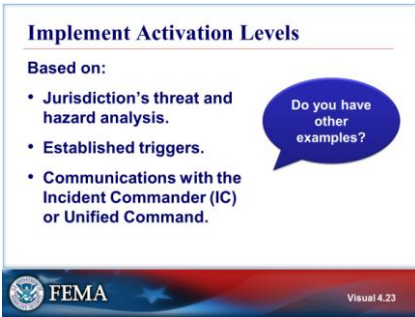 Implement Activation Levels
Based on:
• Jurisdiction's threat and
hazard analysis.
• Established triggers.
• Communications with the
Incident Commander (IC)
or Unified Command.
Do you have
other
examples?
FEMA
Visual 4.23